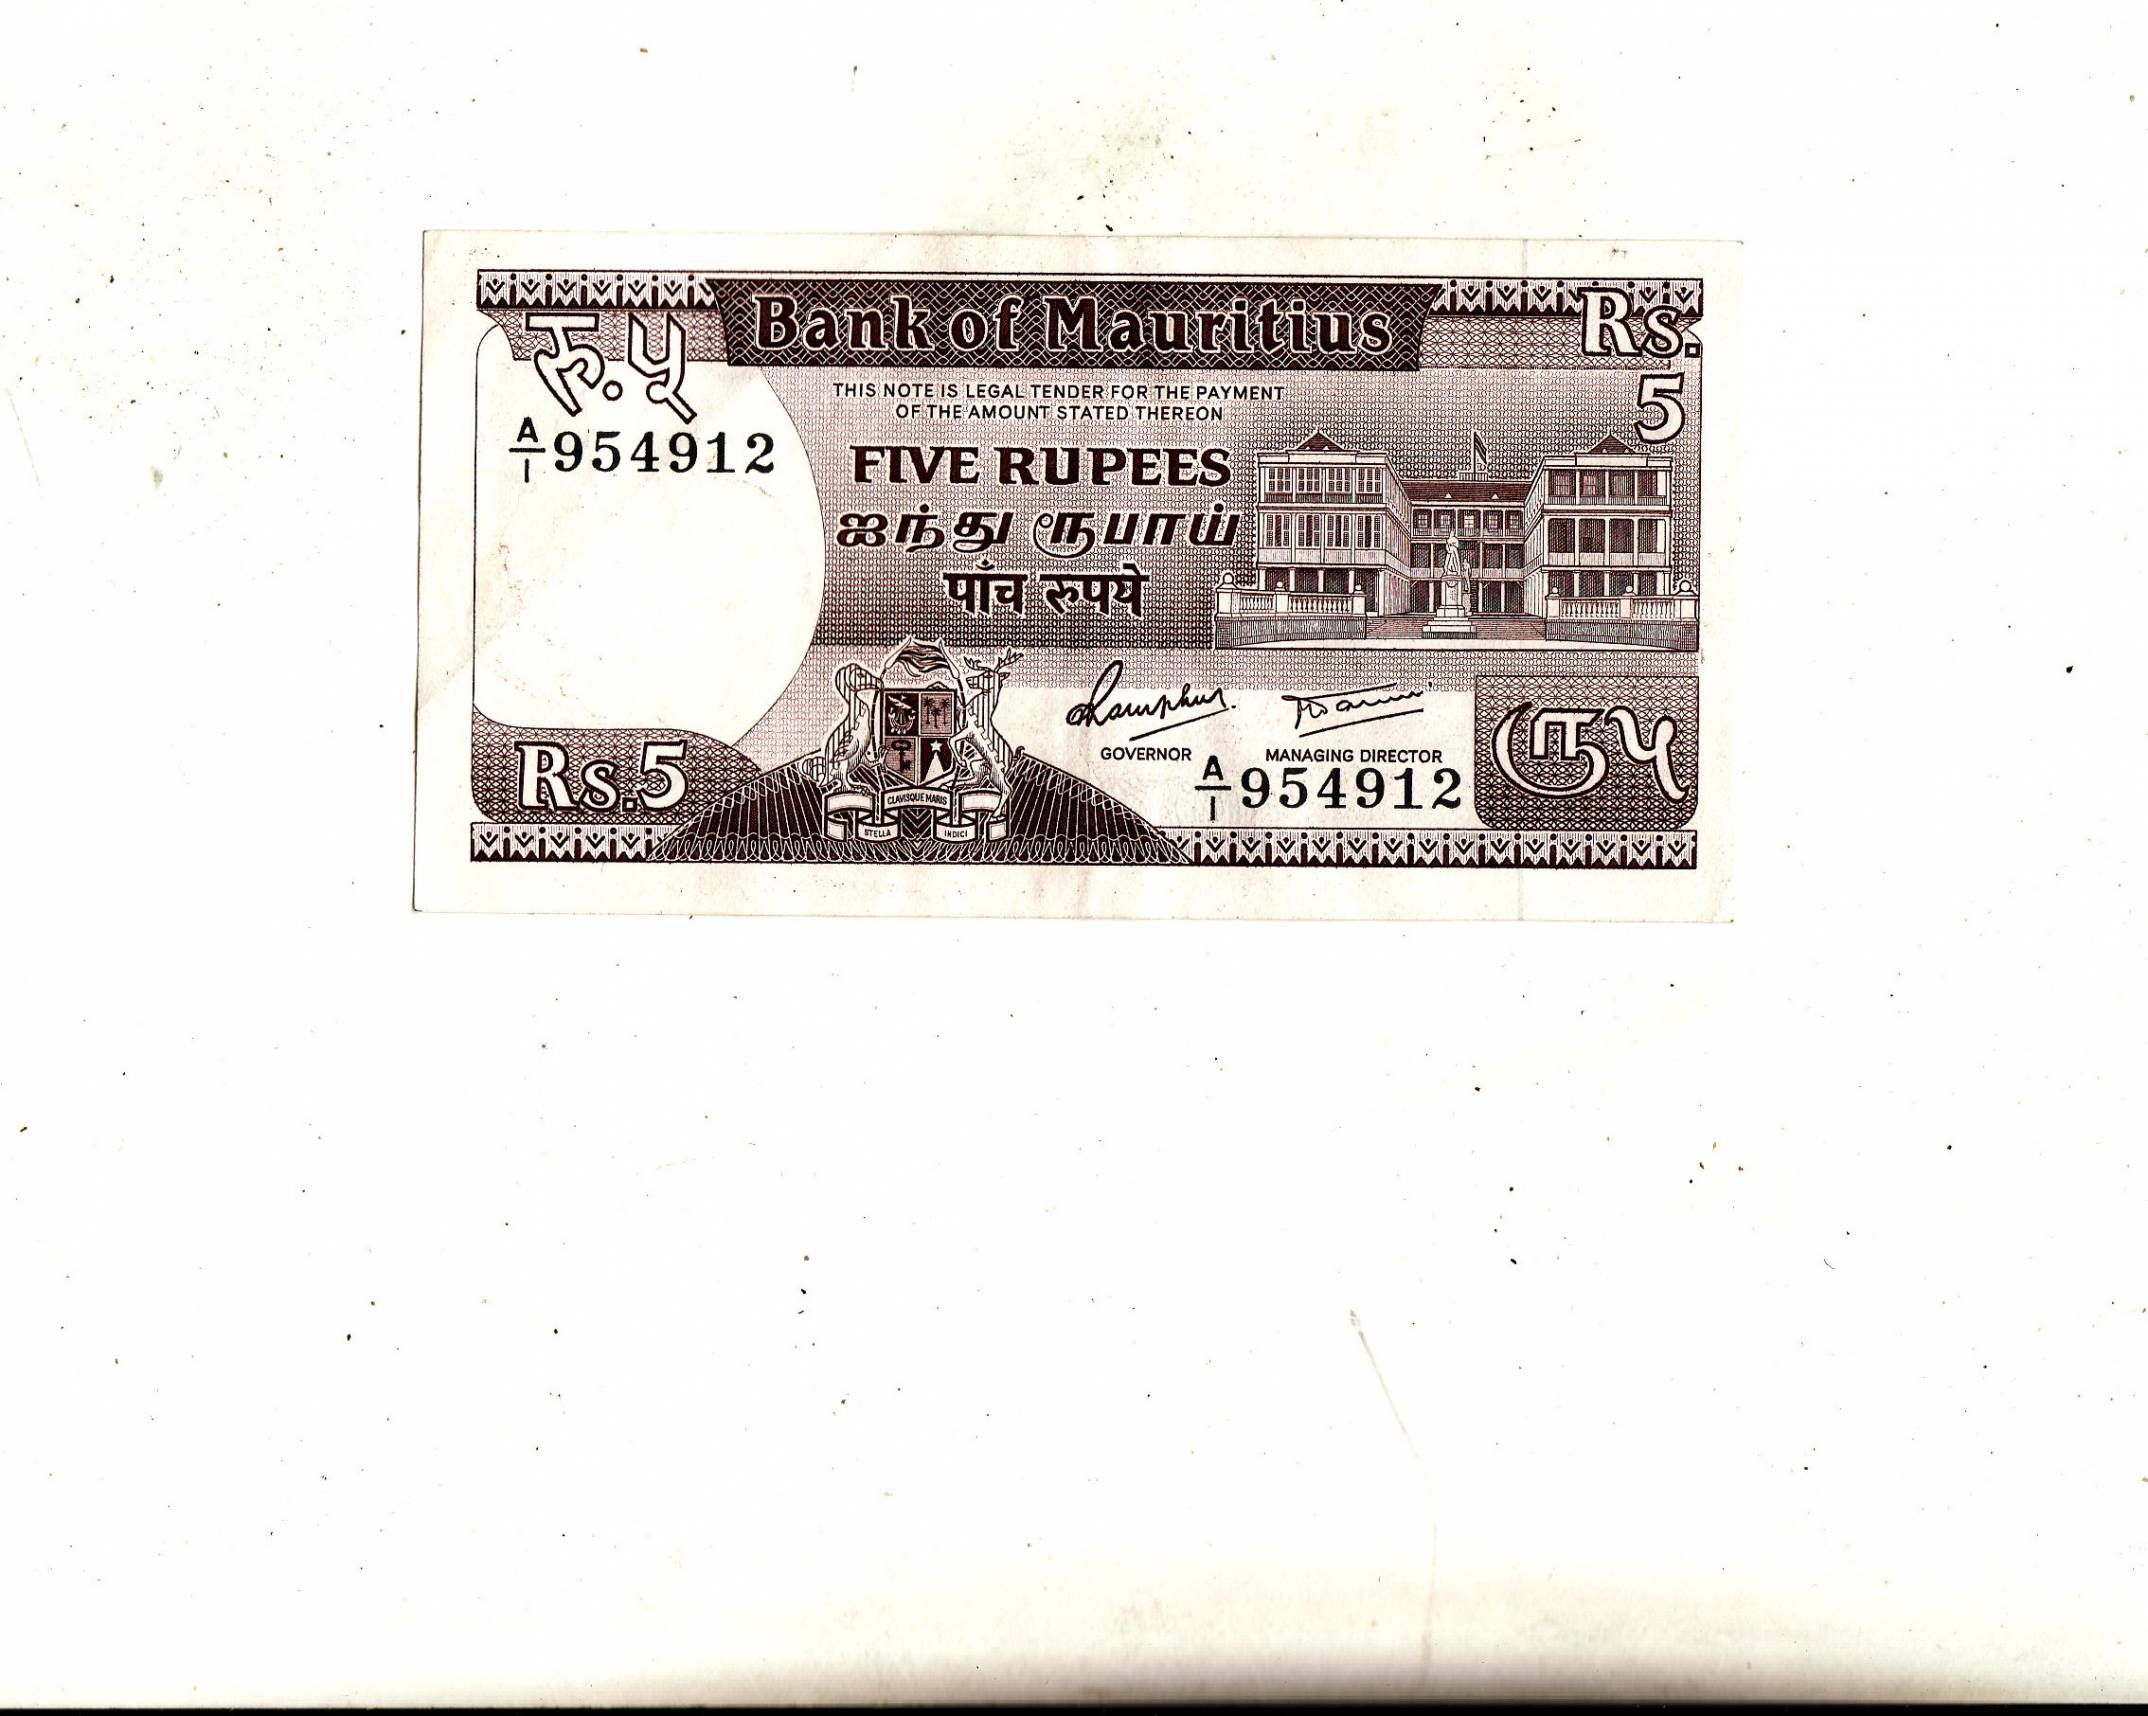 Bank of Mauritius
रु.५
Rs.
5
THIS NOTE IS LEGAL TENDER FOR THE PAYMENT
OF THE AMOUNT STATED THEREON
A/1 954912
FIVE RUPEES
ஐந்து ரூபாய்
पाँच रुपये
GOVERNOR
MANAGING DIRECTOR
Rs.5
A/1 954912
ரூ௫
CLAVISQUE MARIS
STELLA
INDICI